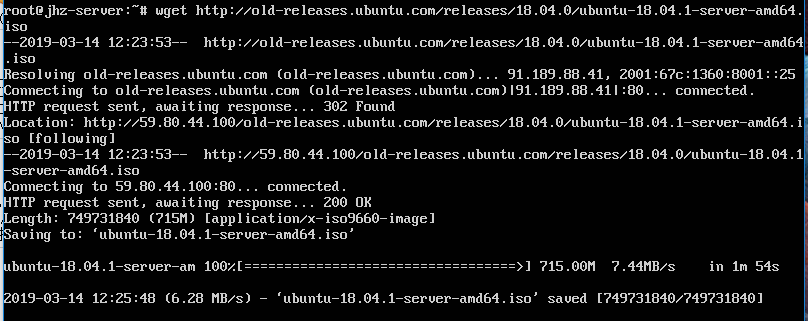 root@jhz-server:~# wget http://old-releases.ubuntu.com/releases/18.04.0/ubuntu-18.04.1-server-amd64.
iso
--2019-03-14 12:23:53--  http://old-releases.ubuntu.com/releases/18.04.0/ubuntu-18.04.1-server-amd64
.iso
Resolving old-releases.ubuntu.com (old-releases.ubuntu.com)... 91.189.88.41, 2001:67c:1360:8001::25
Connecting to old-releases.ubuntu.com (old-releases.ubuntu.com)|91.189.88.41|:80... connected.
HTTP request sent, awaiting response... 302 Found
Location: http://59.80.44.100/old-releases.ubuntu.com/releases/18.04.0/ubuntu-18.04.1-server-amd64.i
so [following]
--2019-03-14 12:23:53--  http://59.80.44.100/old-releases.ubuntu.com/releases/18.04.0/ubuntu-18.04.1
-server-amd64.iso
Connecting to 59.80.44.100:80... connected.
HTTP request sent, awaiting response... 200 OK
Length: 749731840 (715M) [application/x-iso9660-image]
Saving to: ‘ubuntu-18.04.1-server-amd64.iso’
ubuntu-18.04.1-server-am 100%[==================================>] 715.00M  7.44MB/s    in 1m 54s
2019-03-14 12:25:48 (6.28 MB/s) - ‘ubuntu-18.04.1-server-amd64.iso’ saved [749731840/749731840]